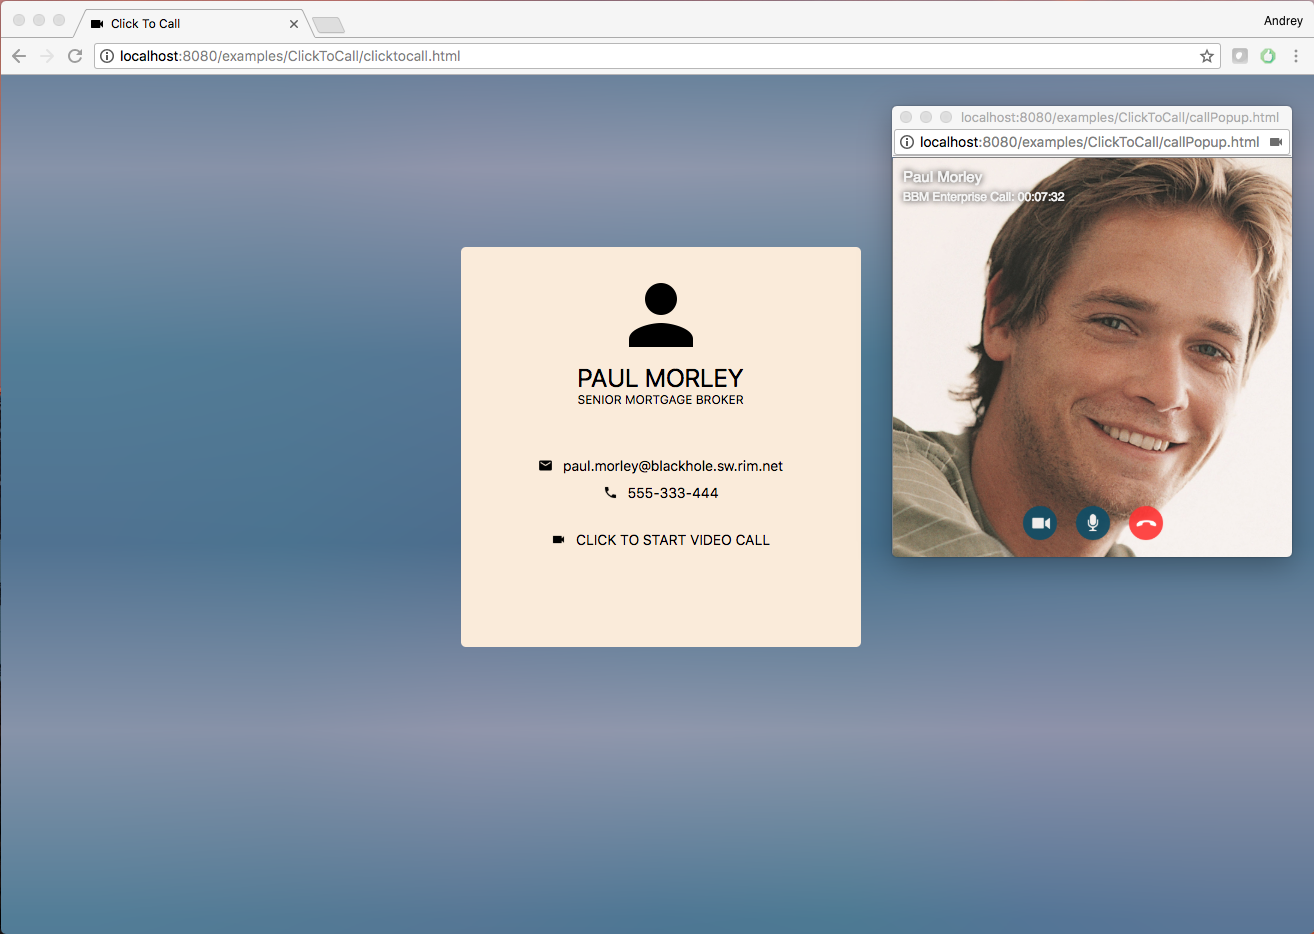 Click To Call
Andrey
localhost:8080/examples/ClickToCall/clicktocall.html
localhost:8080/examples/ClickToCall/callPopup.html
localhost:8080/examples/ClickToCall/callPopup.html
Paul Morley
BBM Enterprise Call: 00:07:32
PAUL MORLEY
SENIOR MORTGAGE BROKER
paul.morley@blackhole.sw.rim.net
555-333-444
CLICK TO START VIDEO CALL